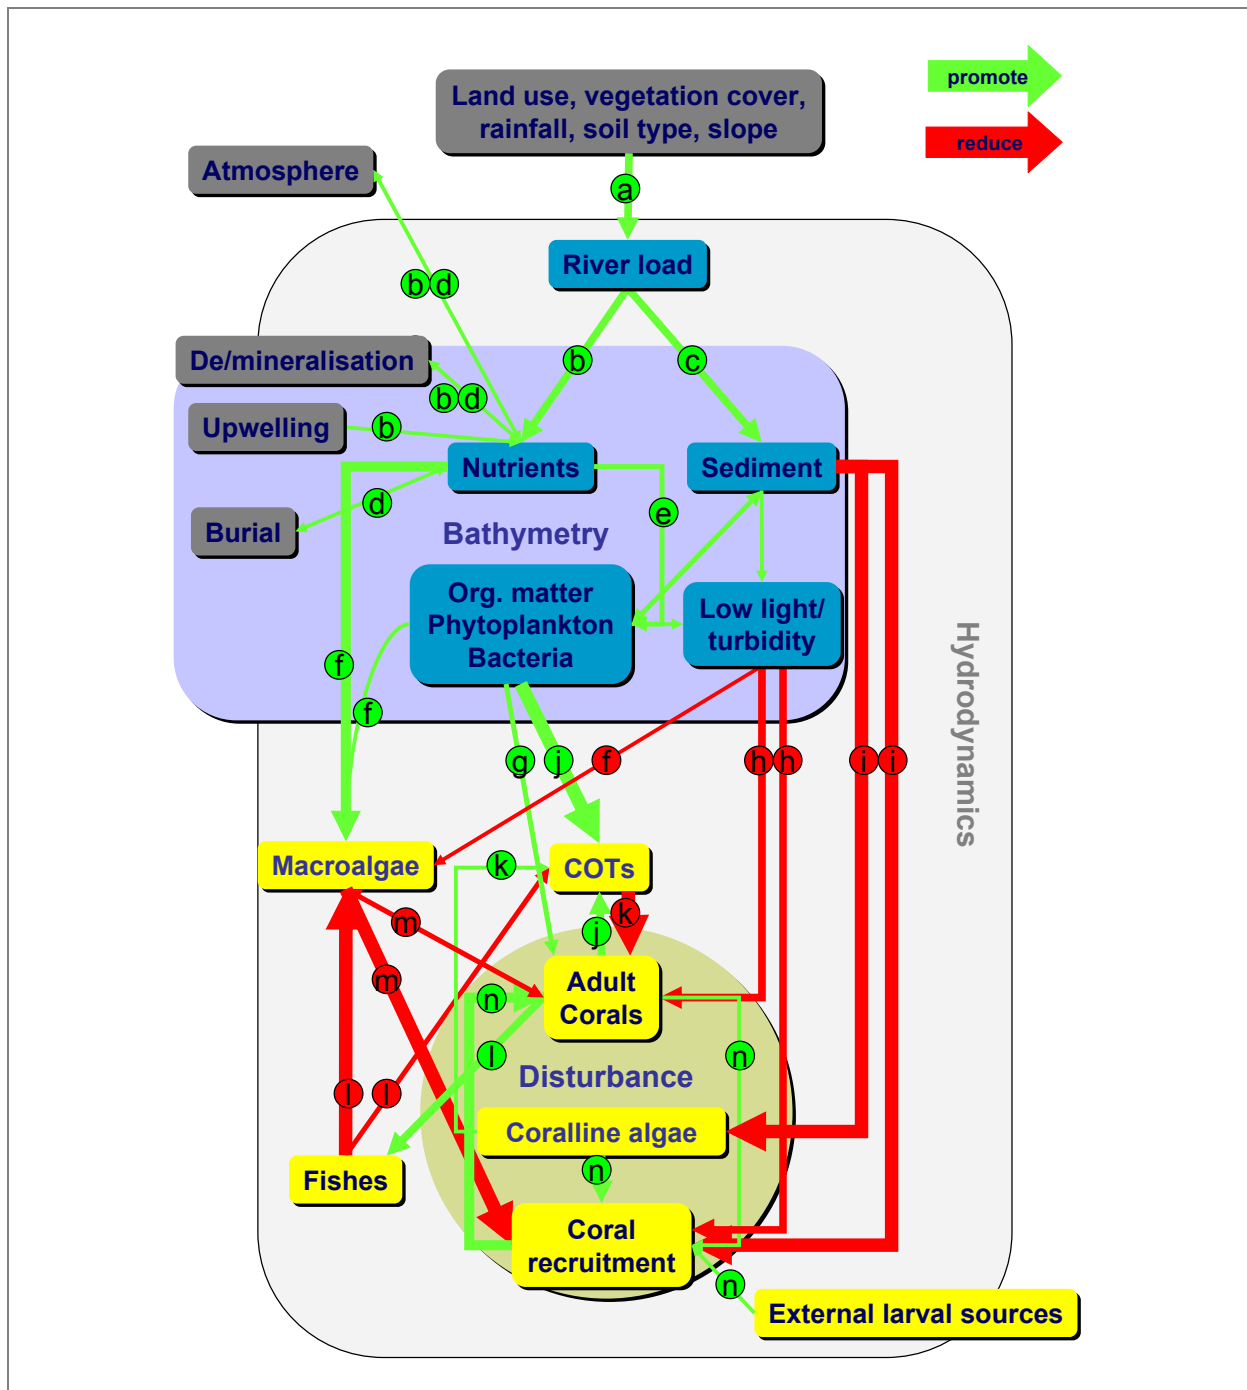 promote
Land use, vegetation cover,
rainfall, soil type, slope
reduce
Atmosphere
a
River load
b d
De/mineralisation
b
c
b d
Upwelling
b
Nutrients
Sediment
d
e
Burial
Bathymetry
Org. matter
Phytoplankton
Bacteria
Low light/
turbidity
Hydrodynamics
f
f
g
j
f
h
h
i
i
Macroalgae
k
COTs
m
j
k
m
n
Adult
Corals
l
n
Disturbance
l
l
Coralline algae
n
Fishes
Coral
recruitment
n
External larval sources